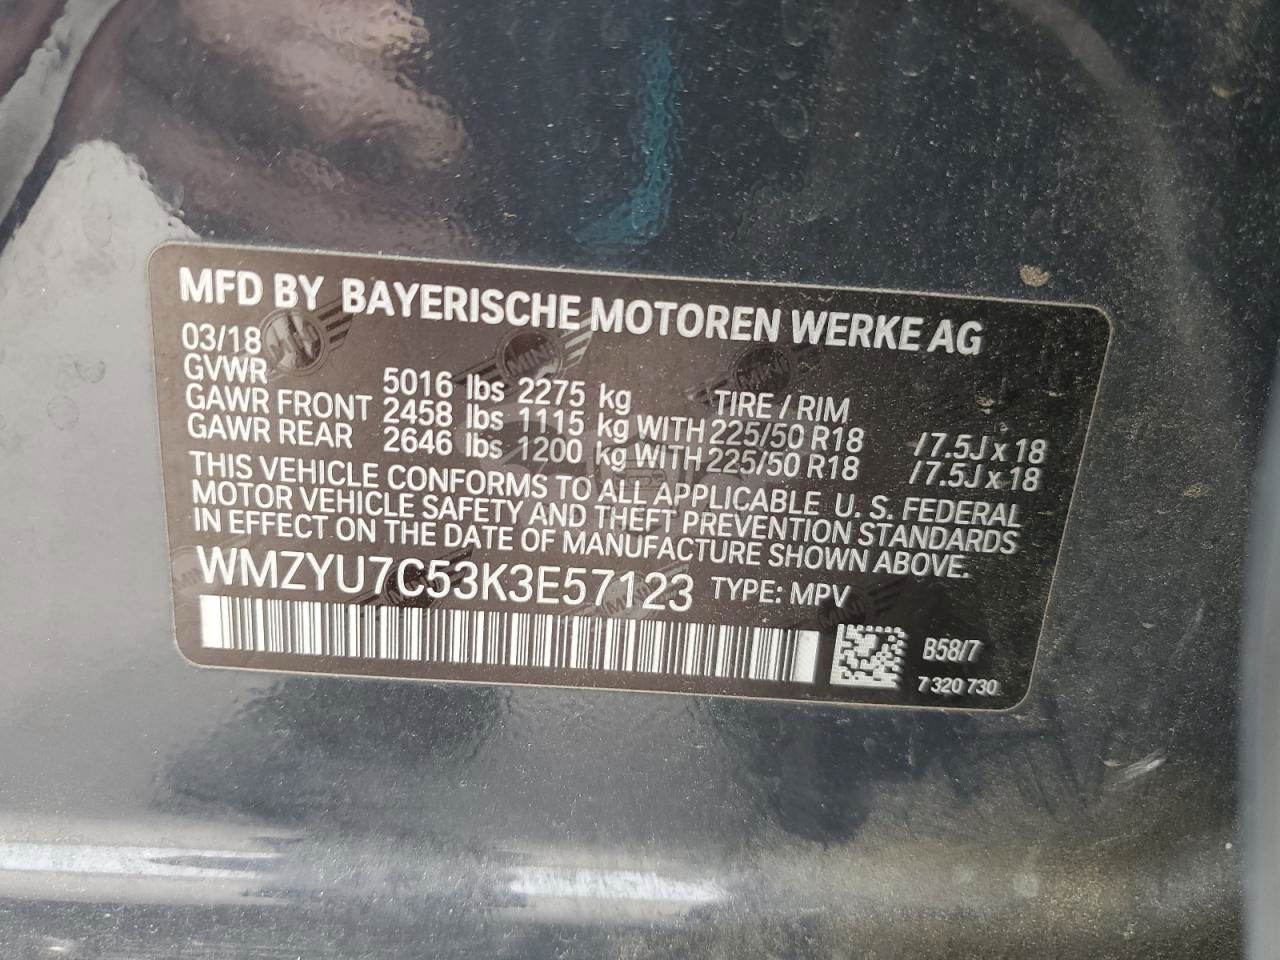 MFD BY BAYERISCHE MOTOREN WERKE AG
03/18
GVWR 5016 lbs 2275 kg TIRE / RIM
GAWR FRONT 2458 lbs 1115 kg WITH 225/50 R18 /7.5J x 18
GAWR REAR 2646 lbs 1200 kg WITH 225/50 R18 /7.5J x 18
THIS VEHICLE CONFORMS TO ALL APPLICABLE U. S. FEDERAL
MOTOR VEHICLE SAFETY AND THEFT PREVENTION STANDARDS
IN EFFECT ON THE DATE OF MANUFACTURE SHOWN ABOVE.
WMZYU7C53K3E57123 TYPE: MPV
B58/7
7 320 730
MINI
MINI